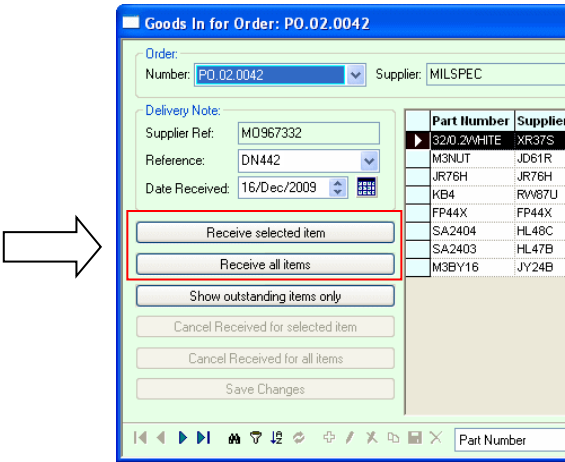 Goods In for Order: PO.02.0042
Order:
Number: PO.02.0042 Supplier: MILSPEC
Delivery Note:
Supplier Ref: MO967332
Reference: DN442
Date Received: 16/Dec/2009
Receive selected item
Receive all items
Show outstanding items only
Cancel Received for selected item
Cancel Received for all items
Save Changes
Part Number Supplier
32/0.2WHITE XR37S
M3NUT JD61R
JR76H JR76H
KB4 RW87U
FP44X FP44X
SA2404 HL48C
SA2403 HL47B
M3BY16 JY24B
Part Number